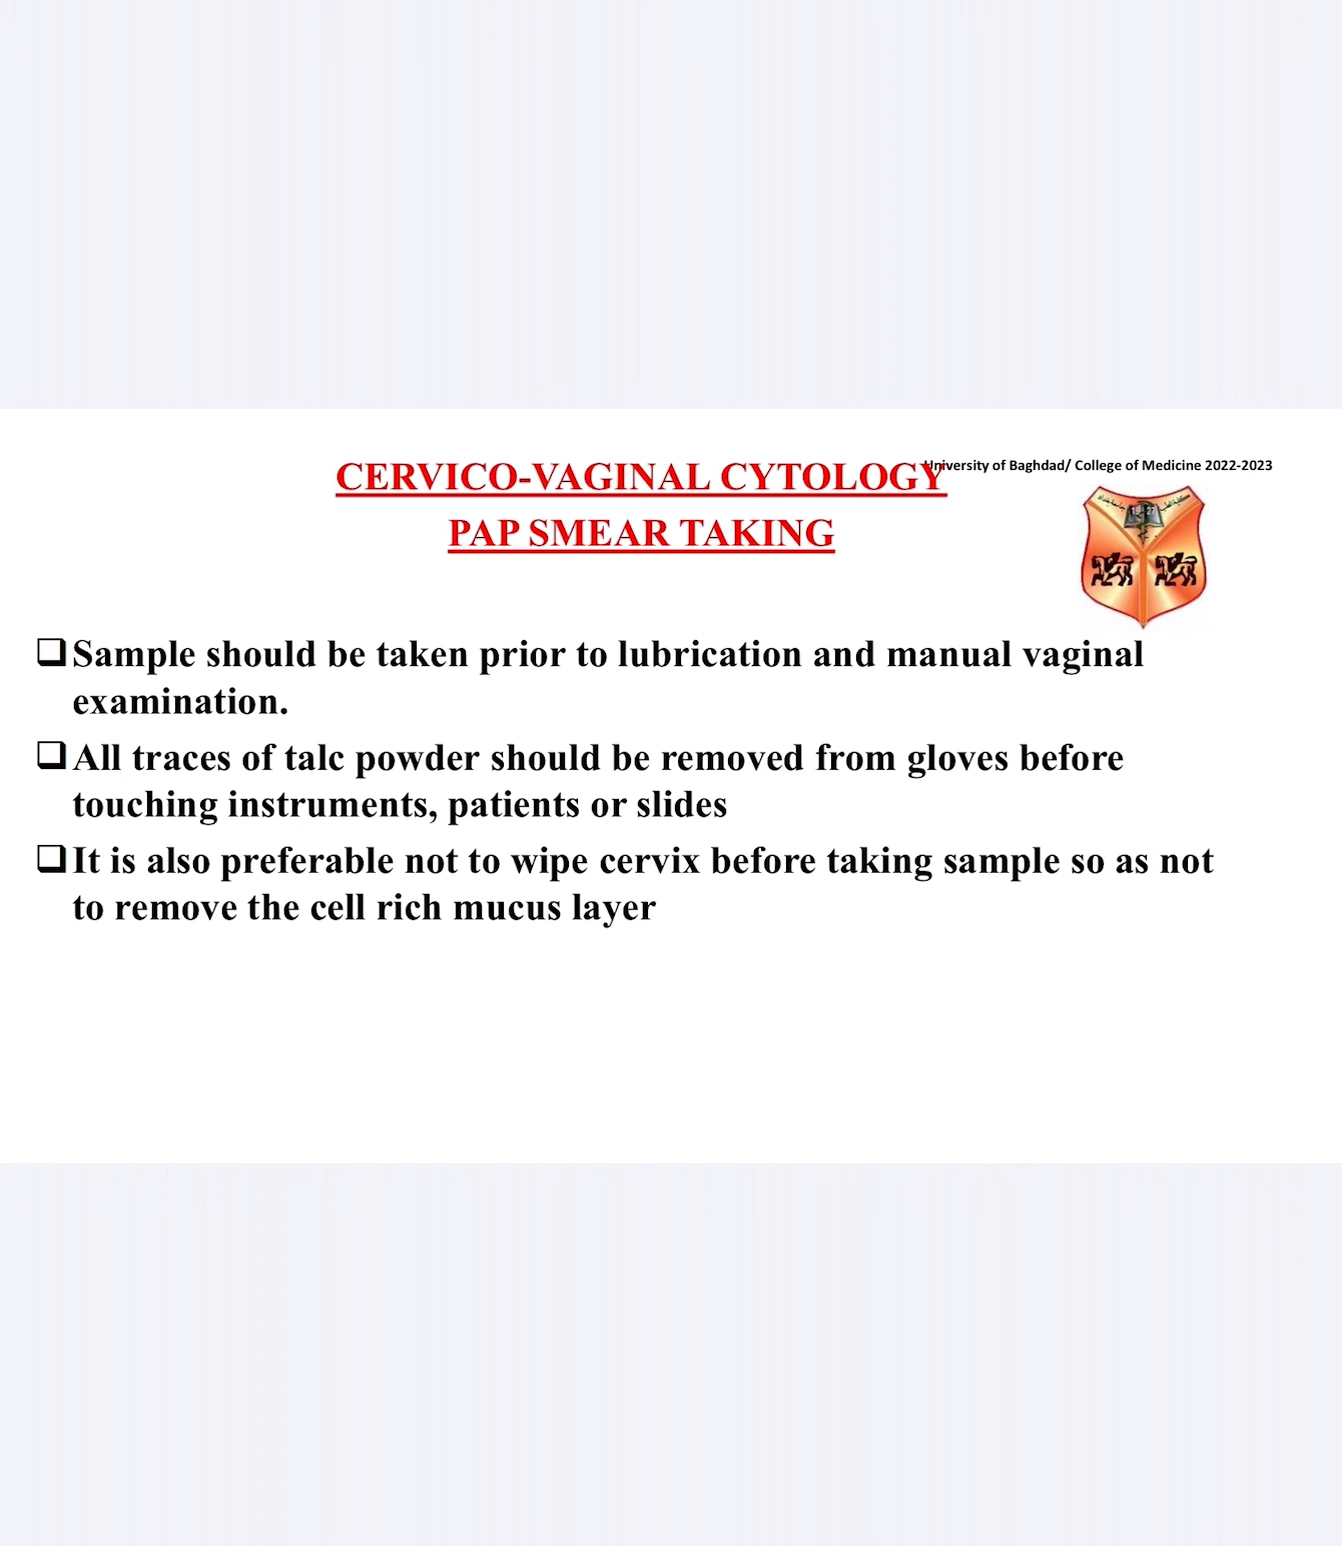 University of Baghdad/ College of Medicine 2022-2023
CERVICO-VAGINAL CYTOLOGY
PAP SMEAR TAKING
❑Sample should be taken prior to lubrication and manual vaginal
examination.
❑All traces of talc powder should be removed from gloves before
touching instruments, patients or slides
❑It is also preferable not to wipe cervix before taking sample so as not
to remove the cell rich mucus layer